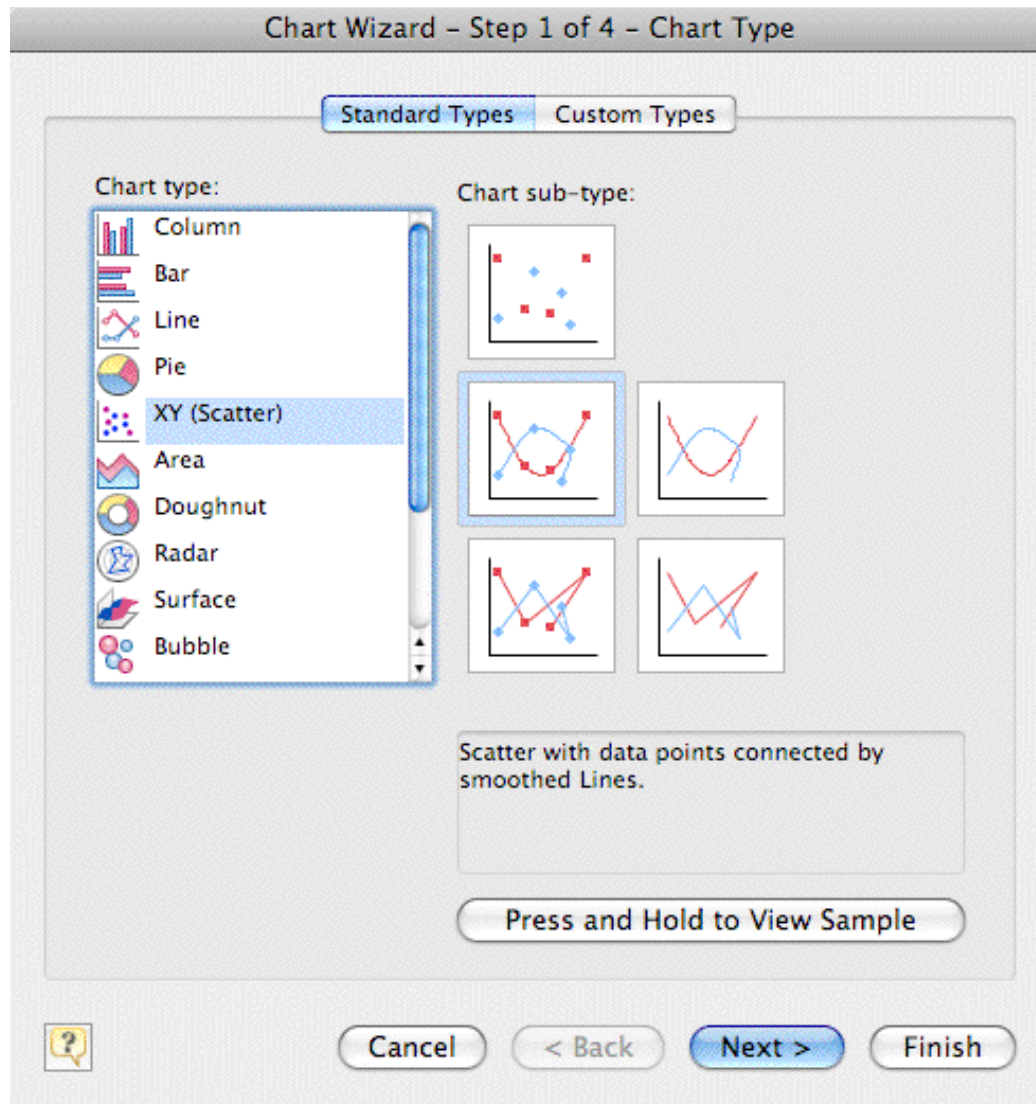 Chart Wizard – Step 1 of 4 – Chart Type
Standard Types
Custom Types
Chart type:
Column
Bar
Line
Pie
XY (Scatter)
Area
Doughnut
Radar
Surface
Bubble
Chart sub-type:
Scatter with data points connected by
smoothed Lines.
Press and Hold to View Sample
?
Cancel
< Back
Next >
Finish